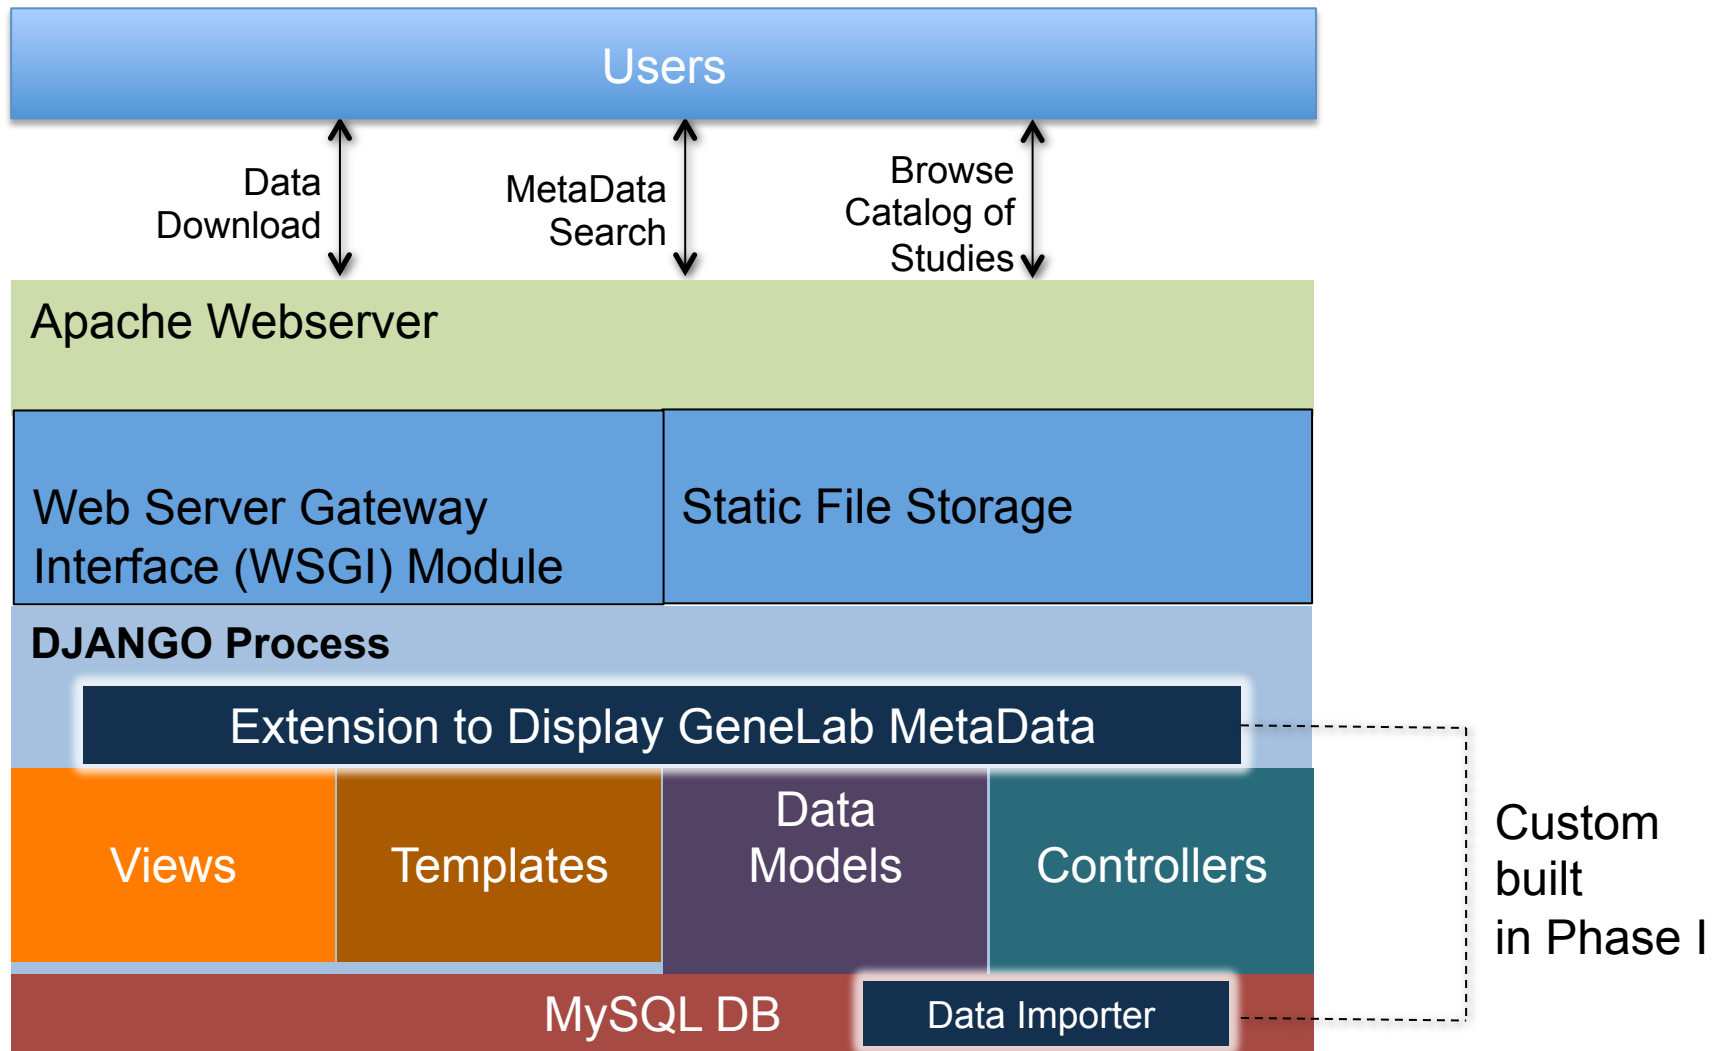 Users
Data
Download
MetaData
Search
Browse
Catalog of
Studies
Apache Webserver
Web Server Gateway
Interface (WSGI) Module
Static File Storage
DJANGO Process
Extension to Display GeneLab MetaData
Views
Templates
Data
Models
Controllers
Custom
built
in Phase I
MySQL DB
Data Importer